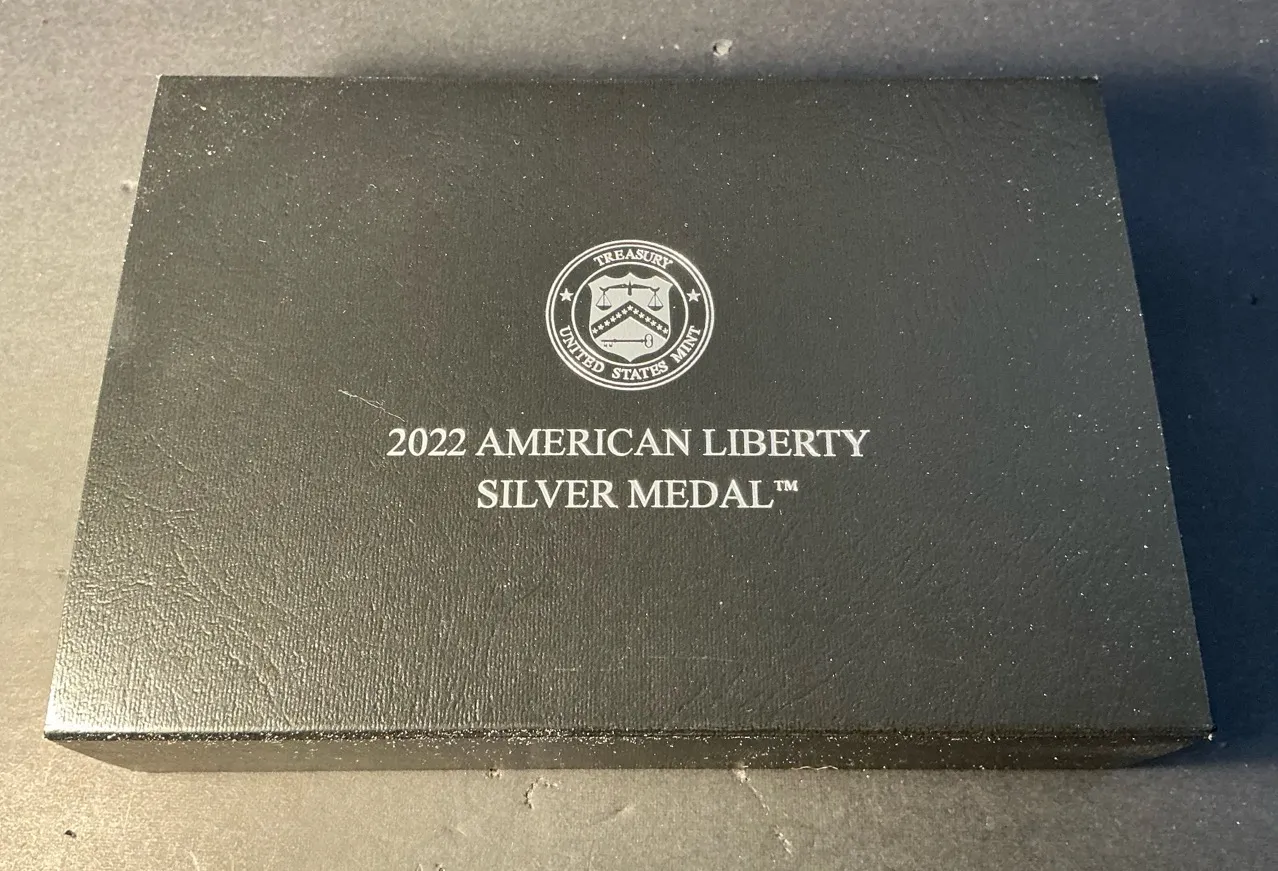 TREASURY
UNITED STATES MINT
2022 AMERICAN LIBERTY
SILVER MEDAL™